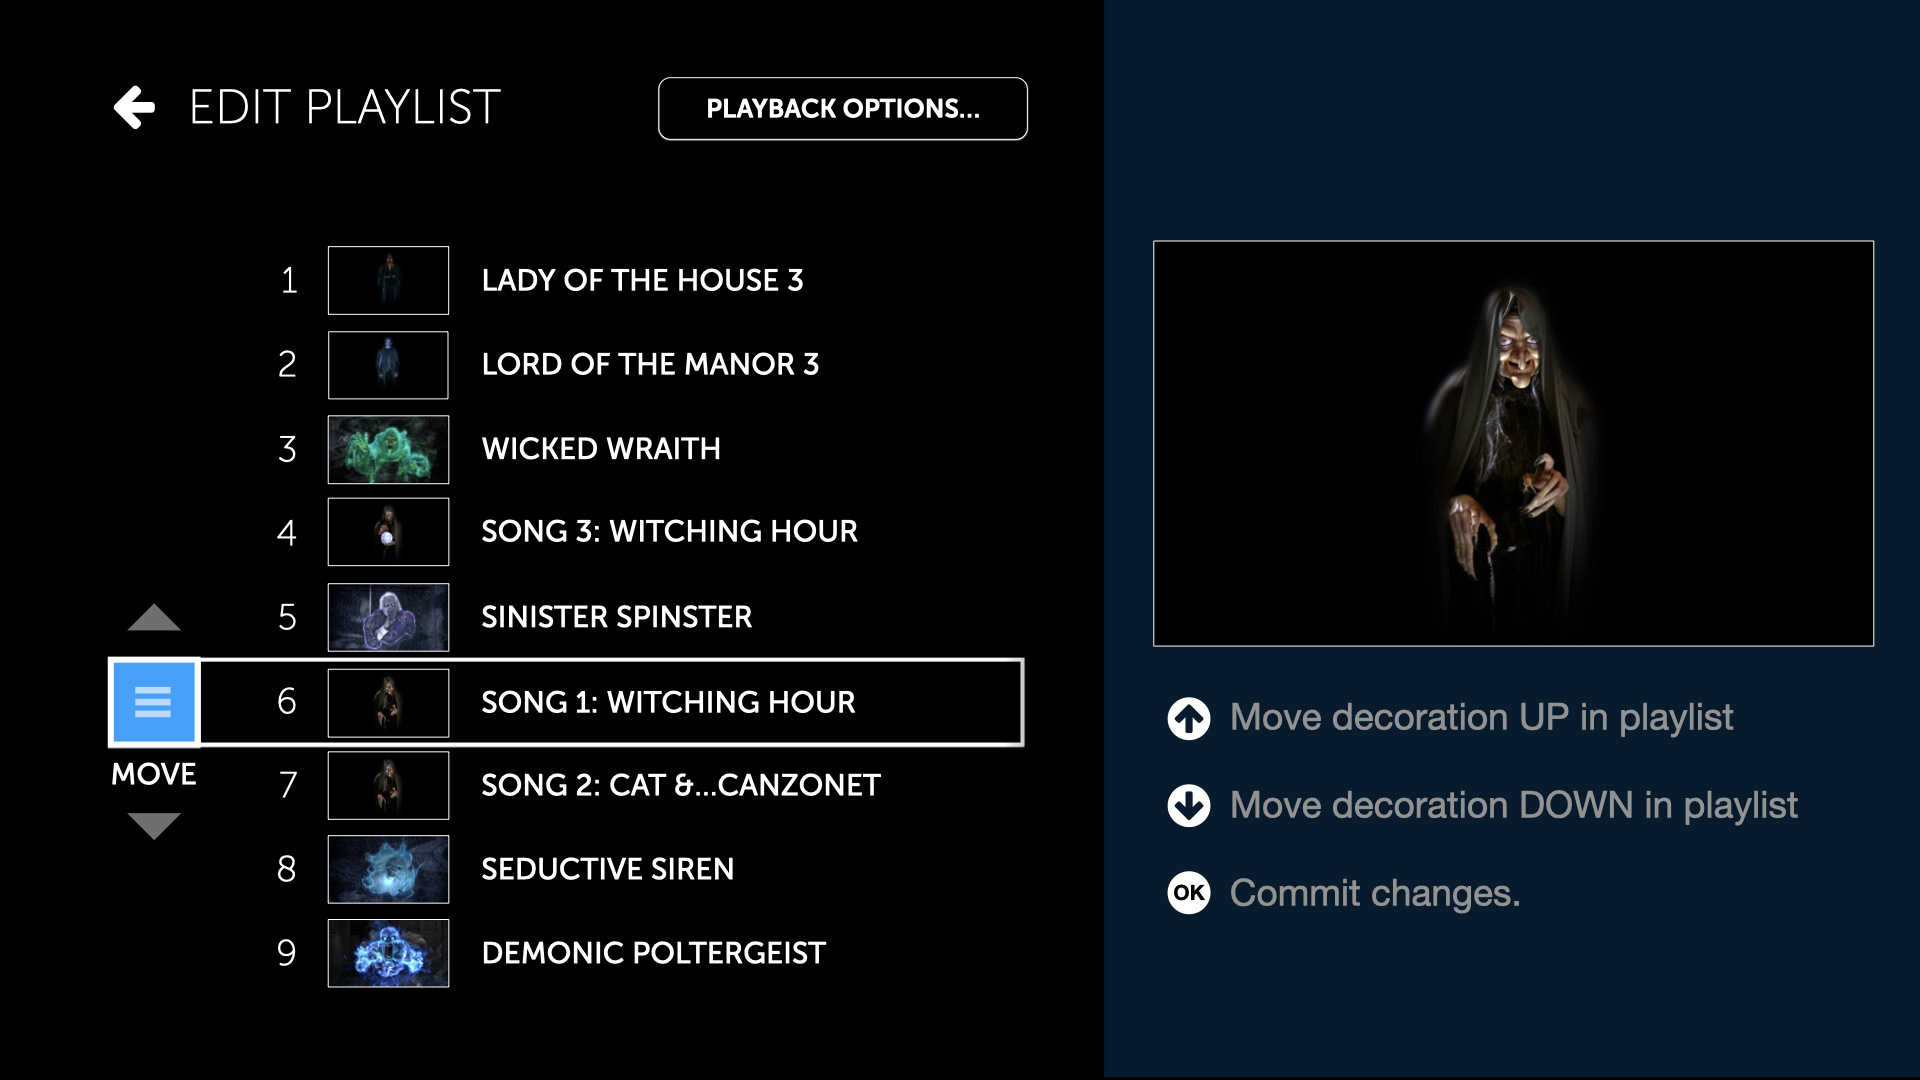 EDIT PLAYLIST
PLAYBACK OPTIONS...
1 LADY OF THE HOUSE 3
2 LORD OF THE MANOR 3
3 WICKED WRAITH
4 SONG 3: WITCHING HOUR
5 SINISTER SPINSTER
6 SONG 1: WITCHING HOUR
MOVE
7 SONG 2: CAT &...CANZONET
8 SEDUCTIVE SIREN
9 DEMONIC POLTERGEIST
Move decoration UP in playlist
Move decoration DOWN in playlist
OK Commit changes.